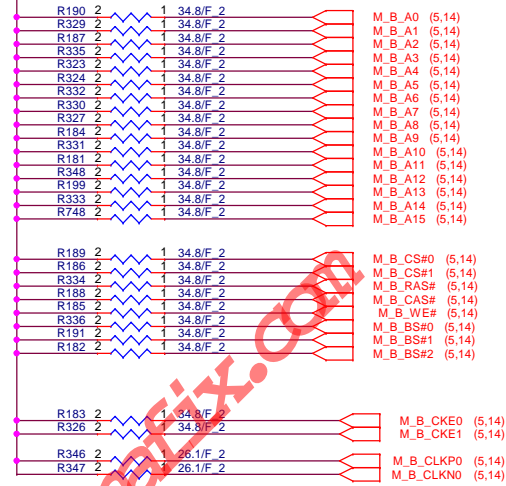 R190 2 1 34.8/F_2 M_B_A0 (5,14)
R329 2 1 34.8/F_2 M_B_A1 (5,14)
R187 2 1 34.8/F_2 M_B_A2 (5,14)
R335 2 1 34.8/F_2 M_B_A3 (5,14)
R323 2 1 34.8/F_2 M_B_A4 (5,14)
R324 2 1 34.8/F_2 M_B_A5 (5,14)
R332 2 1 34.8/F_2 M_B_A6 (5,14)
R330 2 1 34.8/F_2 M_B_A7 (5,14)
R327 2 1 34.8/F_2 M_B_A8 (5,14)
R184 2 1 34.8/F_2 M_B_A9 (5,14)
R331 2 1 34.8/F_2 M_B_A10 (5,14)
R181 2 1 34.8/F_2 M_B_A11 (5,14)
R348 2 1 34.8/F_2 M_B_A12 (5,14)
R199 2 1 34.8/F_2 M_B_A13 (5,14)
R333 2 1 34.8/F_2 M_B_A14 (5,14)
R748 2 1 34.8/F_2 M_B_A15 (5,14)
R189 2 1 34.8/F_2 M_B_CS#0 (5,14)
R186 2 1 34.8/F_2 M_B_CS#1 (5,14)
R334 2 1 34.8/F_2 M_B_RAS# (5,14)
R188 2 1 34.8/F_2 M_B_CAS# (5,14)
R185 2 1 34.8/F_2 M_B_WE# (5,14)
R336 2 1 34.8/F_2 M_B_BS#0 (5,14)
R191 2 1 34.8/F_2 M_B_BS#1 (5,14)
R182 2 1 34.8/F_2 M_B_BS#2 (5,14)
R183 2 1 34.8/F_2 M_B_CKE0 (5,14)
R326 2 1 34.8/F_2 M_B_CKE1 (5,14)
R346 2 1 26.1/F_2 M_B_CLKP0 (5,14)
R347 2 1 26.1/F_2 M_B_CLKN0 (5,14)
afix.com